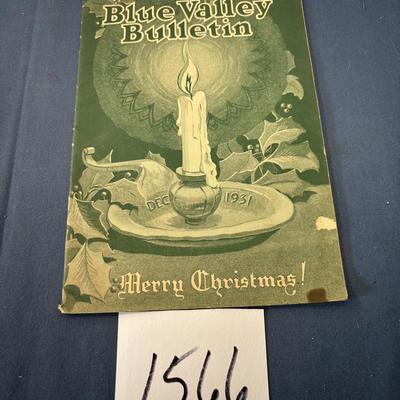 Blue Valley
Bulletin
DEC 1931
Merry Christmas!
1566